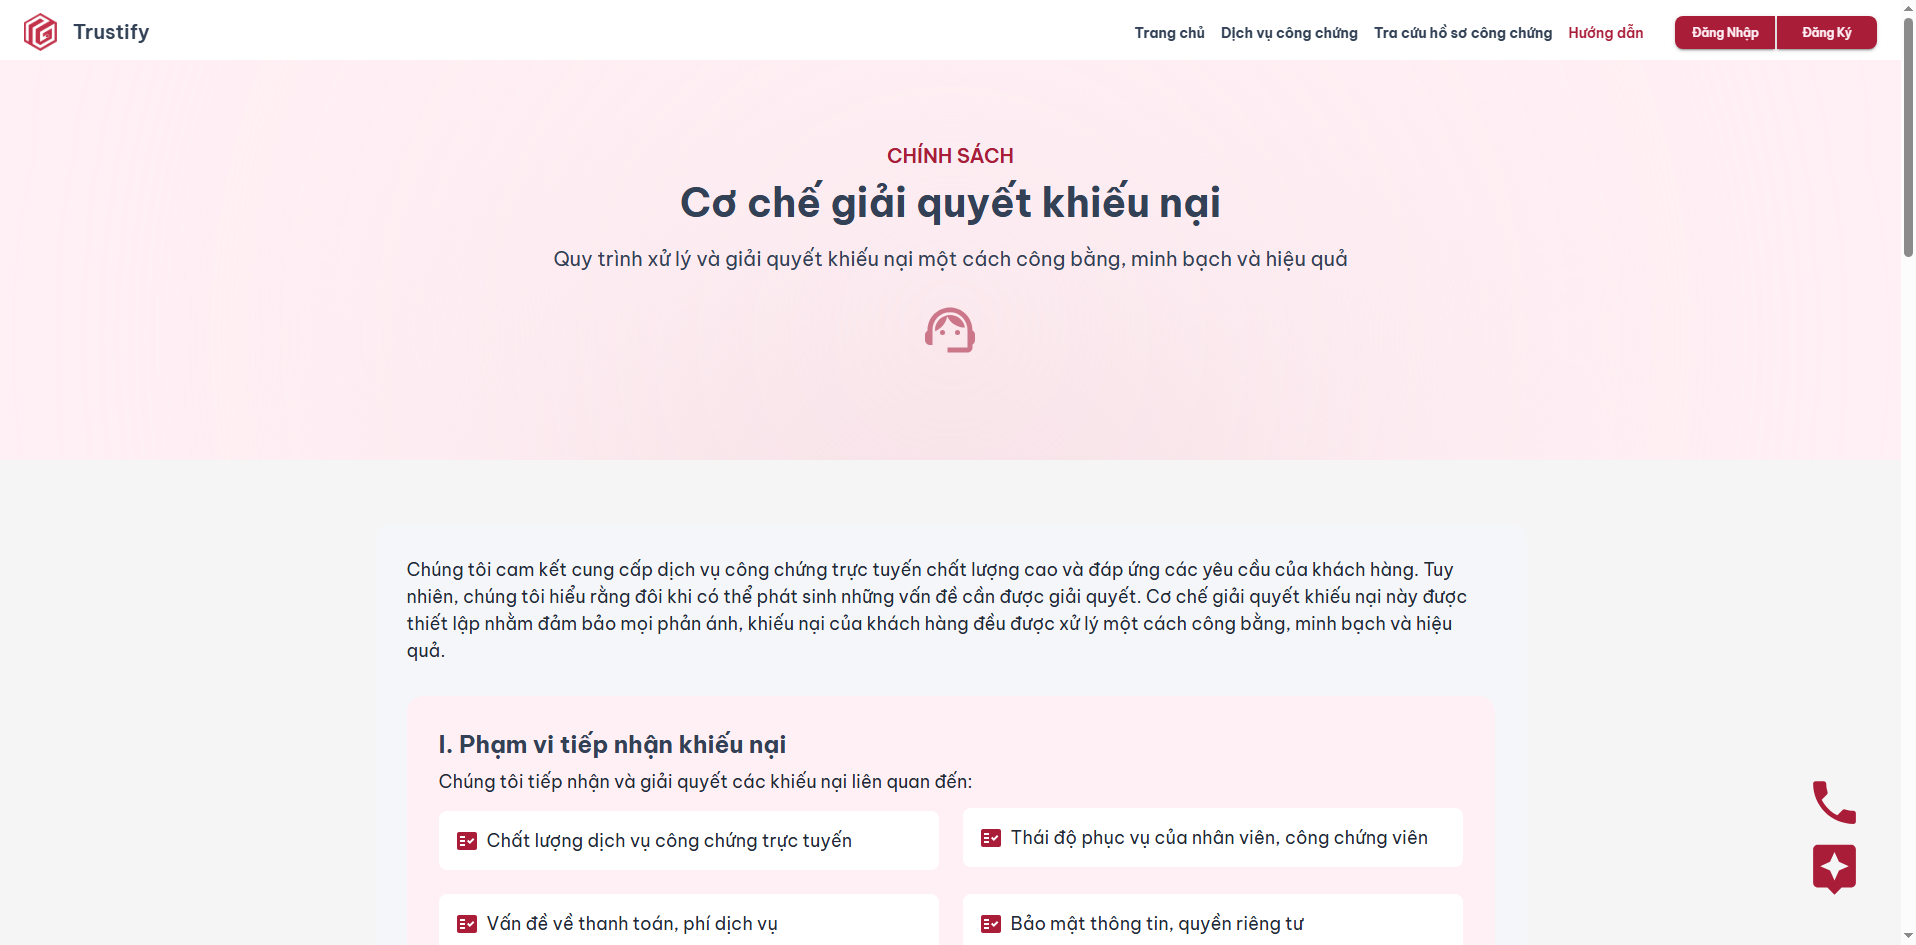 Trustify
Trang chủ
Dịch vụ công chứng
Tra cứu hồ sơ công chứng
Hướng dẫn
Đăng Nhập
Đăng Ký
CHÍNH SÁCH
Cơ chế giải quyết khiếu nại
Quy trình xử lý và giải quyết khiếu nại một cách công bằng, minh bạch và hiệu quả
Chúng tôi cam kết cung cấp dịch vụ công chứng trực tuyến chất lượng cao và đáp ứng các yêu cầu của khách hàng. Tuy
nhiên, chúng tôi hiểu rằng đôi khi có thể phát sinh những vấn đề cần được giải quyết. Cơ chế giải quyết khiếu nại này được
thiết lập nhằm đảm bảo mọi phản ánh, khiếu nại của khách hàng đều được xử lý một cách công bằng, minh bạch và hiệu
quả.
I. Phạm vi tiếp nhận khiếu nại
Chúng tôi tiếp nhận và giải quyết các khiếu nại liên quan đến:
Chất lượng dịch vụ công chứng trực tuyến
Thái độ phục vụ của nhân viên, công chứng viên
Vấn đề về thanh toán, phí dịch vụ
Bảo mật thông tin, quyền riêng tư